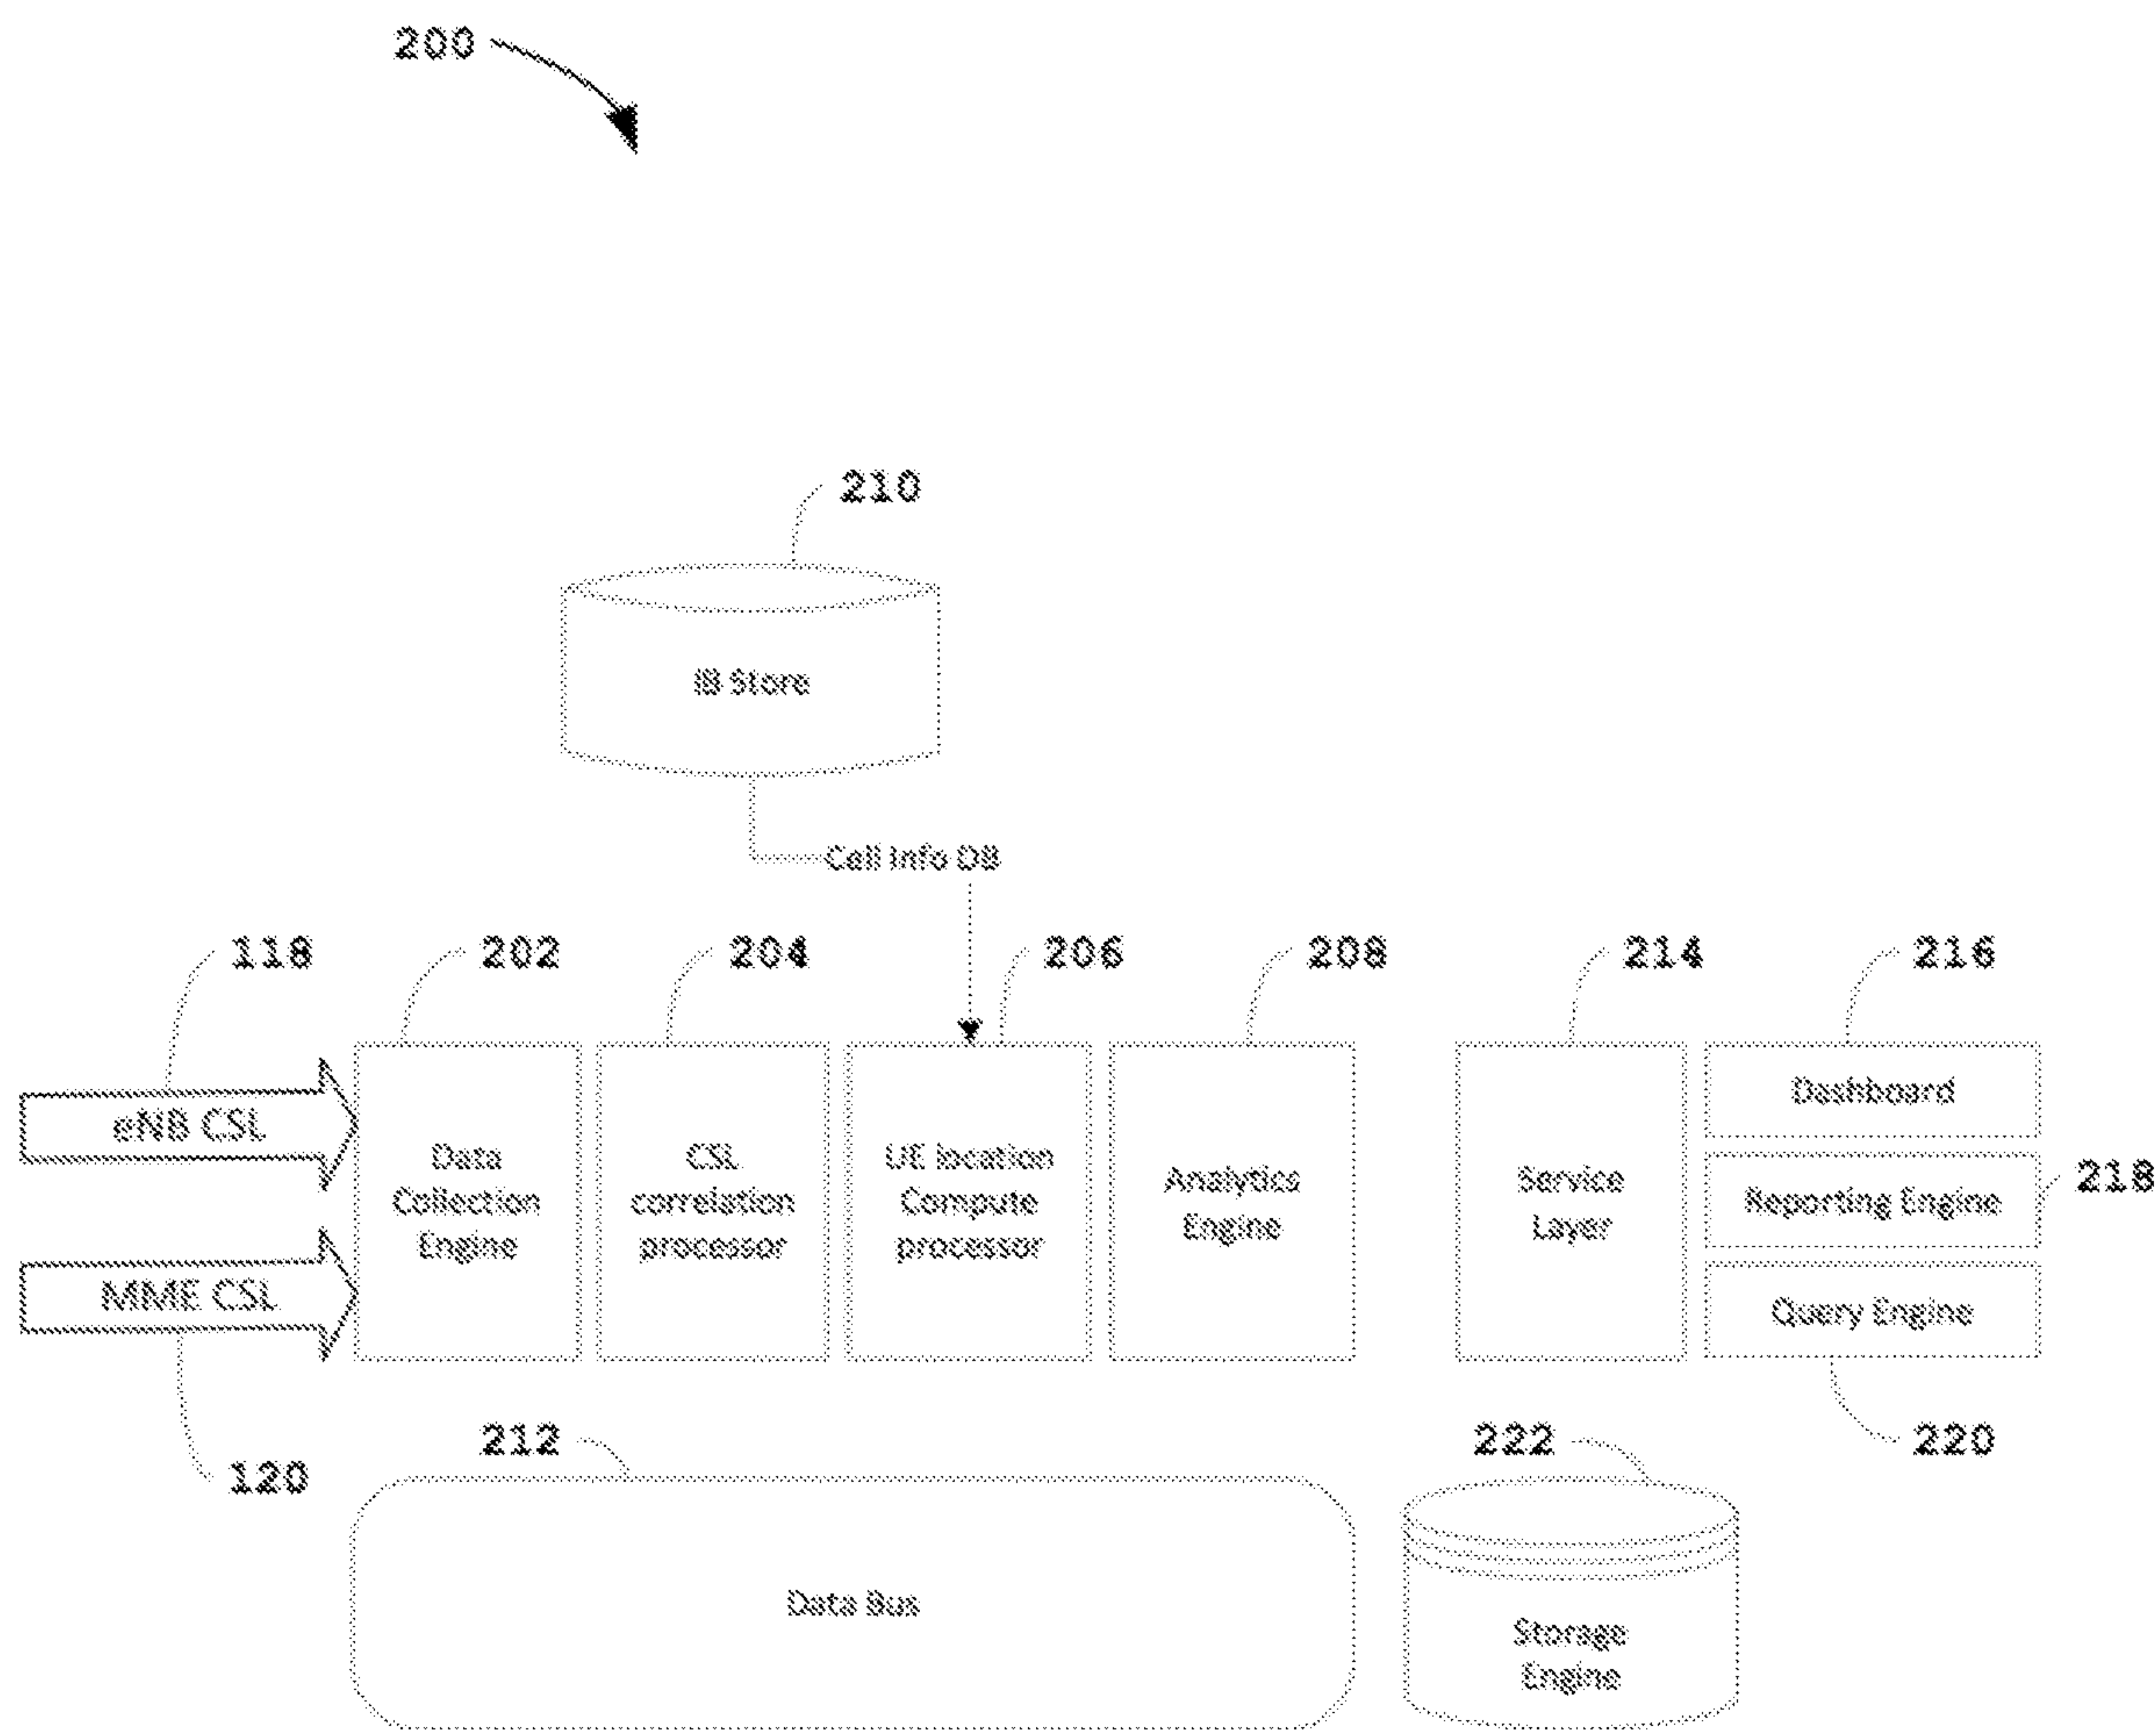 200
210
IB Store
Call Info DB
118
202
204
206
208
214
216
eNB CSL
Data
Collection
Engine
CSL
correlation
processor
UE location
Compute
processor
Analytics
Engine
Service
Layer
Dashboard
Reporting Engine
218
Query Engine
MME CSL
120
212
222
220
Data Bus
Storage
Engine